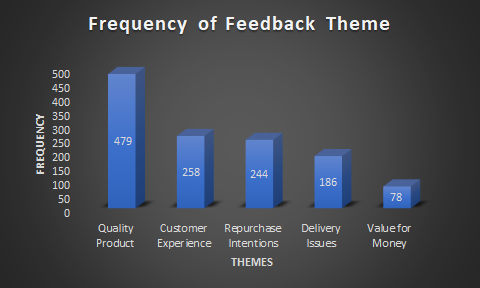 Frequency of Feedback Theme
500
450
400
350
300
250
200
150
100
50
0
FREQUENCY
479
258
244
186
78
Quality
Product
Customer
Experience
Repurchase
Intentions
Delivery
Issues
Value for
Money
THEMES